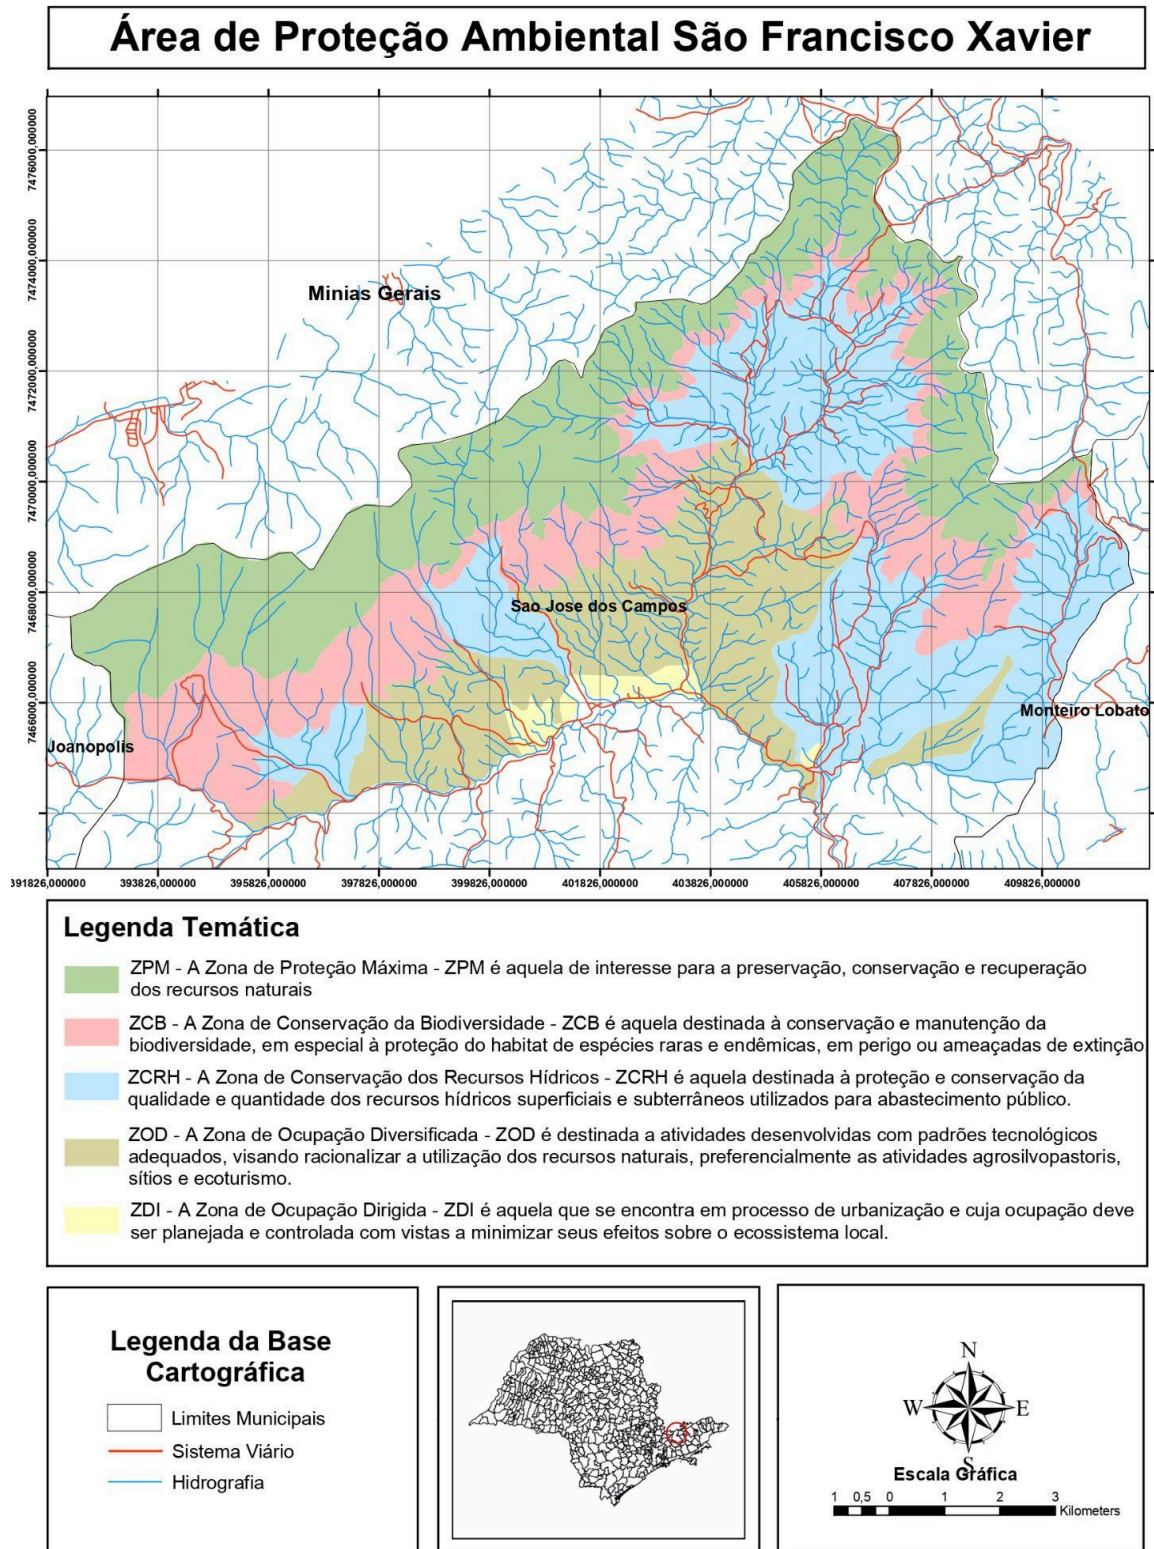 Área de Proteção Ambiental São Francisco Xavier
7476000,000000
7474000,000000
7472000,000000
7470000,000000
7468000,000000
7466000,000000
Minias Gerais
Sao Jose dos Campos
Monteiro Lobato
Joanopolis
391826,000000
393826,000000
395826,000000
397826,000000
399826,000000
401826,000000
403826,000000
405826,000000
407826,000000
409826,000000
Legenda Temática
ZPM - A Zona de Proteção Máxima - ZPM é aquela de interesse para a preservação, conservação e recuperação
dos recursos naturais
ZCB - A Zona de Conservação da Biodiversidade - ZCB é aquela destinada à conservação e manutenção da
biodiversidade, em especial à proteção do habitat de espécies raras e endêmicas, em perigo ou ameaçadas de extinção
ZCRH - A Zona de Conservação dos Recursos Hídricos - ZCRH é aquela destinada à proteção e conservação da
qualidade e quantidade dos recursos hídricos superficiais e subterrâneos utilizados para abastecimento público.
ZOD - A Zona de Ocupação Diversificada - ZOD é destinada a atividades desenvolvidas com padrões tecnológicos
adequados, visando racionalizar a utilização dos recursos naturais, preferencialmente as atividades agrosilvopastoris,
sítios e ecoturismo.
ZDI - A Zona de Ocupação Dirigida - ZDI é aquela que se encontra em processo de urbanização e cuja ocupação deve
ser planejada e controlada com vistas a minimizar seus efeitos sobre o ecossistema local.
Legenda da Base
Cartográfica
Limites Municipais
Sistema Viário
Hidrografia
N
W
E
S
Escala Gráfica
1 0,5 0 1 2 3
Kilometers